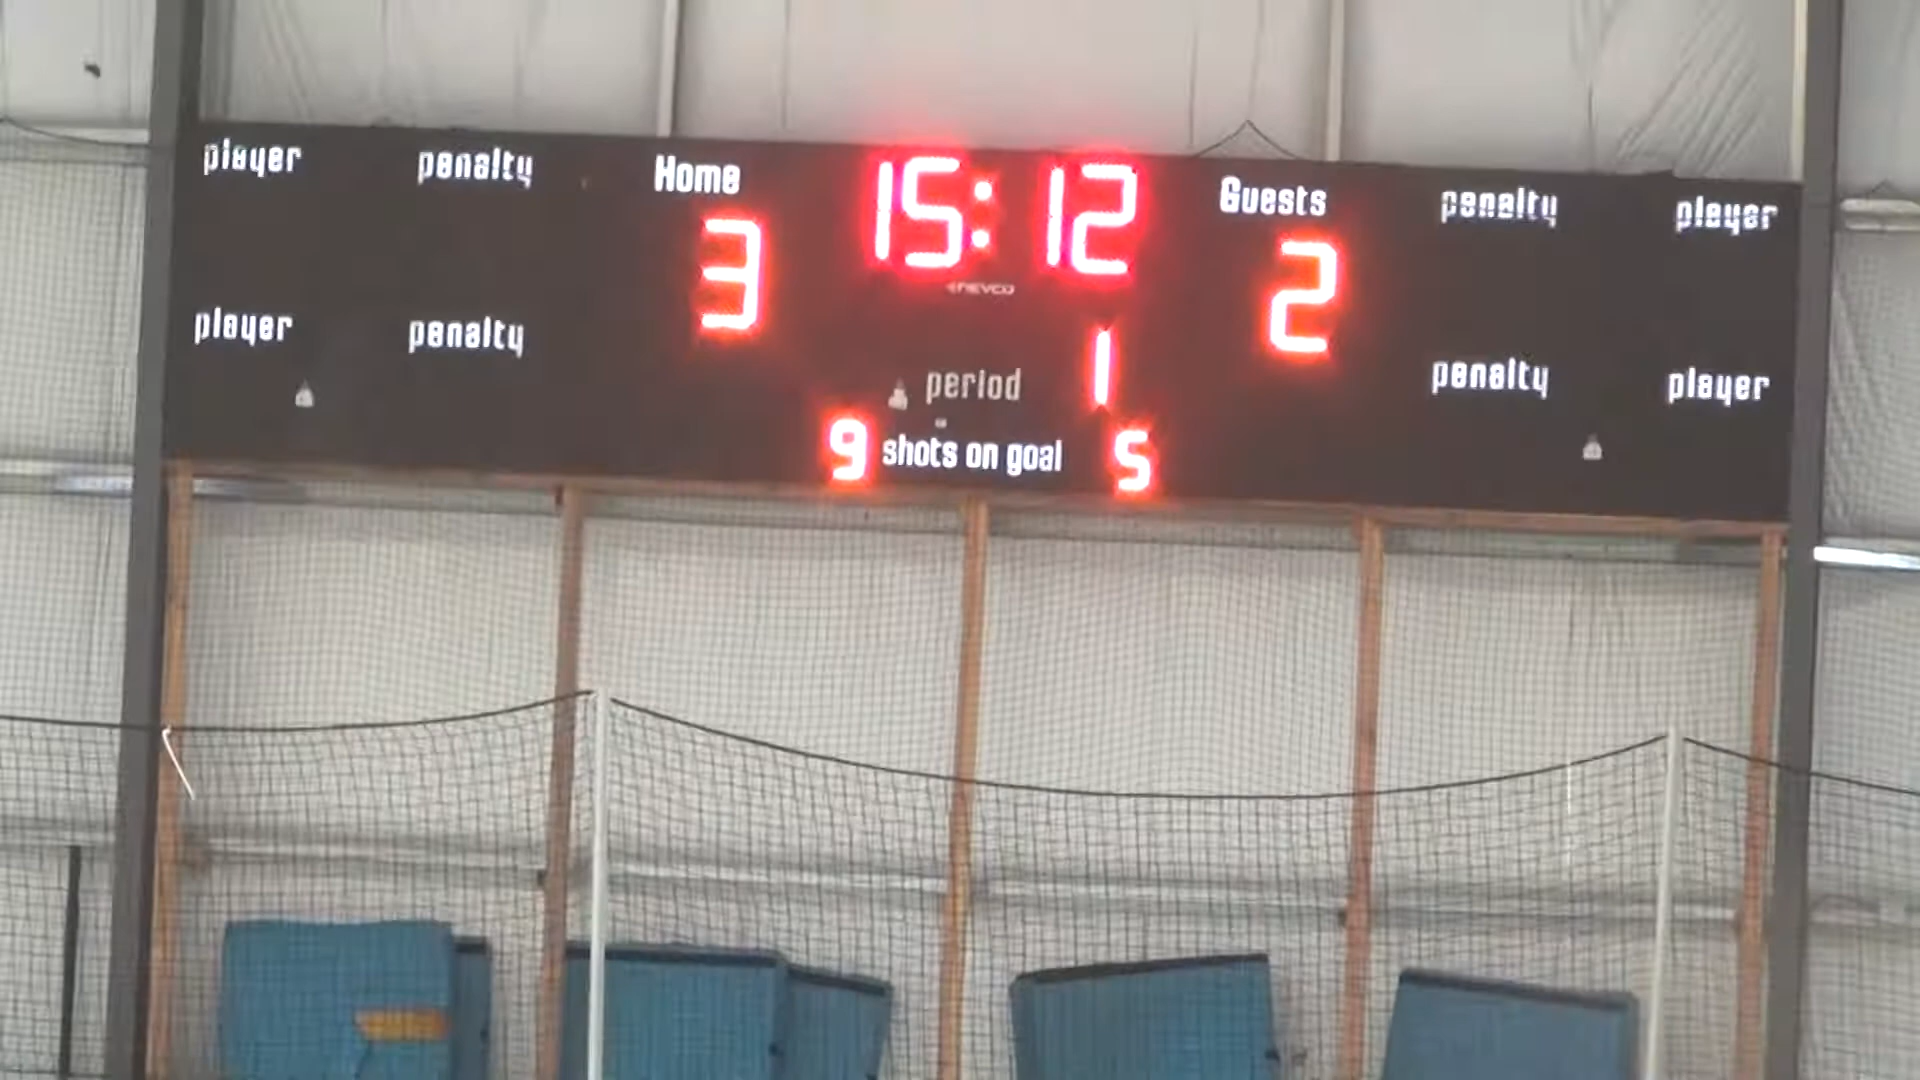 player penalty Home 15:12 Guests penalty player
3 2
NEVCO
player penalty period 1 penalty player
9 shots on goal 5